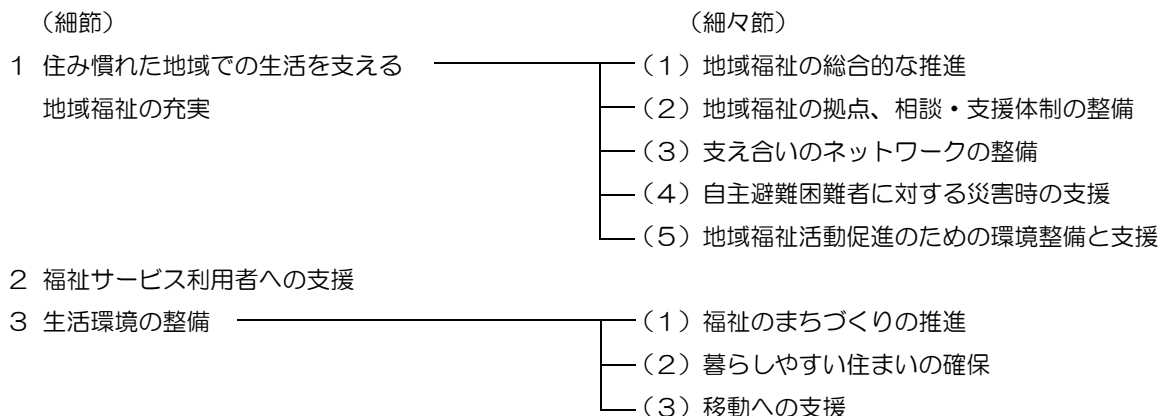 （細節） （細々節）
１ 住み慣れた地域での生活を支える （１）地域福祉の総合的な推進
地域福祉の充実 （２）地域福祉の拠点、相談・支援体制の整備
（３）支え合いのネットワークの整備
（４）自主避難困難者に対する災害時の支援
（５）地域福祉活動促進のための環境整備と支援
２ 福祉サービス利用者への支援
３ 生活環境の整備 （１）福祉のまちづくりの推進
（２）暮らしやすい住まいの確保
（３）移動への支援